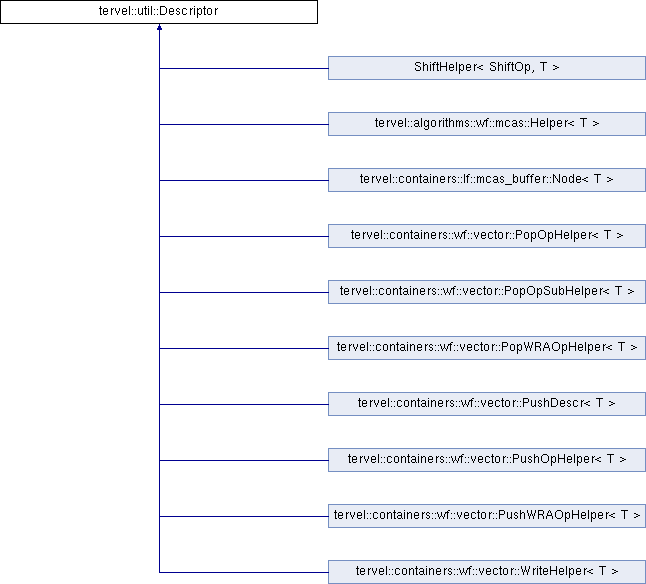 tervel::util::Descriptor
ShiftHelper< ShiftOp, T >
tervel::algorithms::wf::mcas::Helper< T >
tervel::containers::lf::mcas_buffer::Node< T >
tervel::containers::wf::vector::PopOpHelper< T >
tervel::containers::wf::vector::PopOpSubHelper< T >
tervel::containers::wf::vector::PopWRAOpHelper< T >
tervel::containers::wf::vector::PushDescr< T >
tervel::containers::wf::vector::PushOpHelper< T >
tervel::containers::wf::vector::PushWRAOpHelper< T >
tervel::containers::wf::vector::WriteHelper< T >